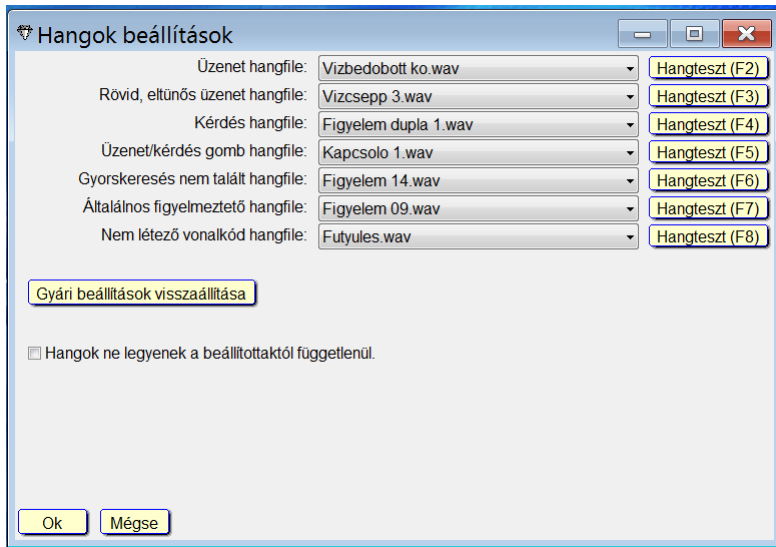 Hangok beállítások
Üzenet hangfile: Vizbedobott ko.wav Hangteszt (F2)
Rövid, eltünős üzenet hangfile: Vizcsepp 3.wav Hangteszt (F3)
Kérdés hangfile: Figyelem dupla 1.wav Hangteszt (F4)
Üzenet/kérdés gomb hangfile: Kapcsolo 1.wav Hangteszt (F5)
Gyorskeresés nem talált hangfile: Figyelem 14.wav Hangteszt (F6)
Általálnos figyelmeztető hangfile: Figyelem 09.wav Hangteszt (F7)
Nem létező vonalkód hangfile: Futyules.wav Hangteszt (F8)
Gyári beállítások visszaállítása
Hangok ne legyenek a beállítottaktól függetlenül.
Ok Mégse